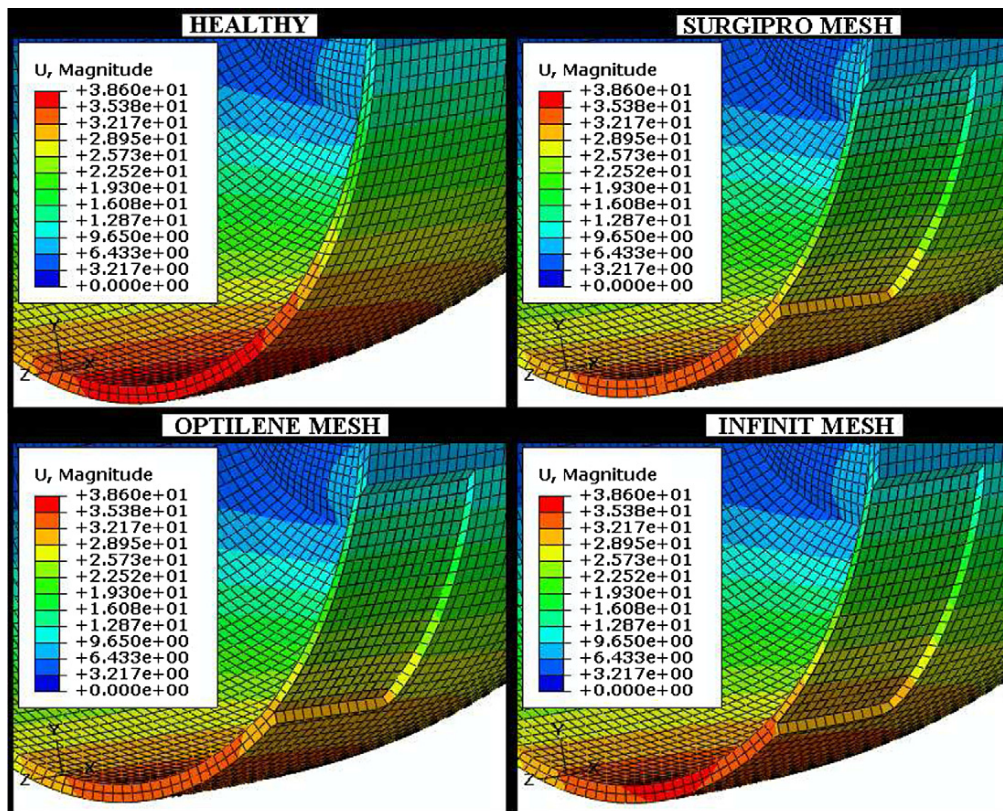 HEALTHY
U, Magnitude
+3.860e+01
+3.538e+01
+3.217e+01
+2.895e+01
+2.573e+01
+2.252e+01
+1.930e+01
+1.608e+01
+1.287e+01
+9.650e+00
+6.433e+00
+3.217e+00
+0.000e+00
Y
X
Z
SURGIPRO MESH
U, Magnitude
+3.860e+01
+3.538e+01
+3.217e+01
+2.895e+01
+2.573e+01
+2.252e+01
+1.930e+01
+1.608e+01
+1.287e+01
+9.650e+00
+6.433e+00
+3.217e+00
+0.000e+00
Y
X
Z
OPTILENE MESH
U, Magnitude
+3.860e+01
+3.538e+01
+3.217e+01
+2.895e+01
+2.573e+01
+2.252e+01
+1.930e+01
+1.608e+01
+1.287e+01
+9.650e+00
+6.433e+00
+3.217e+00
+0.000e+00
Y
X
Z
INFINIT MESH
U, Magnitude
+3.860e+01
+3.538e+01
+3.217e+01
+2.895e+01
+2.573e+01
+2.252e+01
+1.930e+01
+1.608e+01
+1.287e+01
+9.650e+00
+6.433e+00
+3.217e+00
+0.000e+00
Y
X
Z